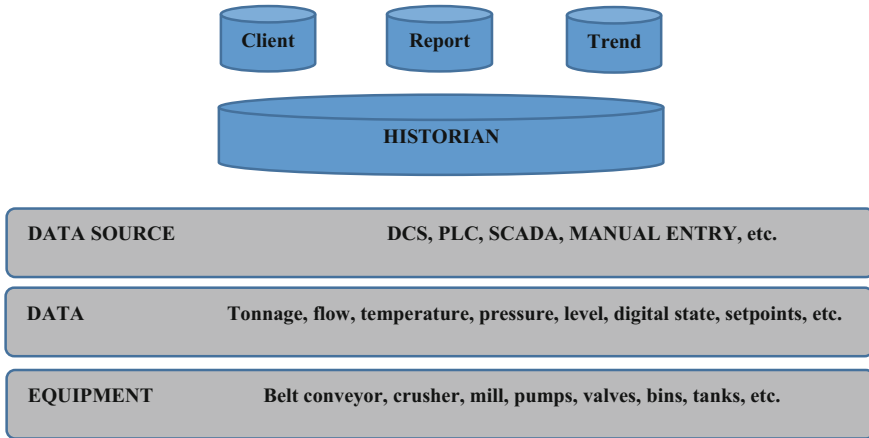 Client Report Trend
HISTORIAN
DATA SOURCE DCS, PLC, SCADA, MANUAL ENTRY, etc.
DATA Tonnage, flow, temperature, pressure, level, digital state, setpoints, etc.
EQUIPMENT Belt conveyor, crusher, mill, pumps, valves, bins, tanks, etc.